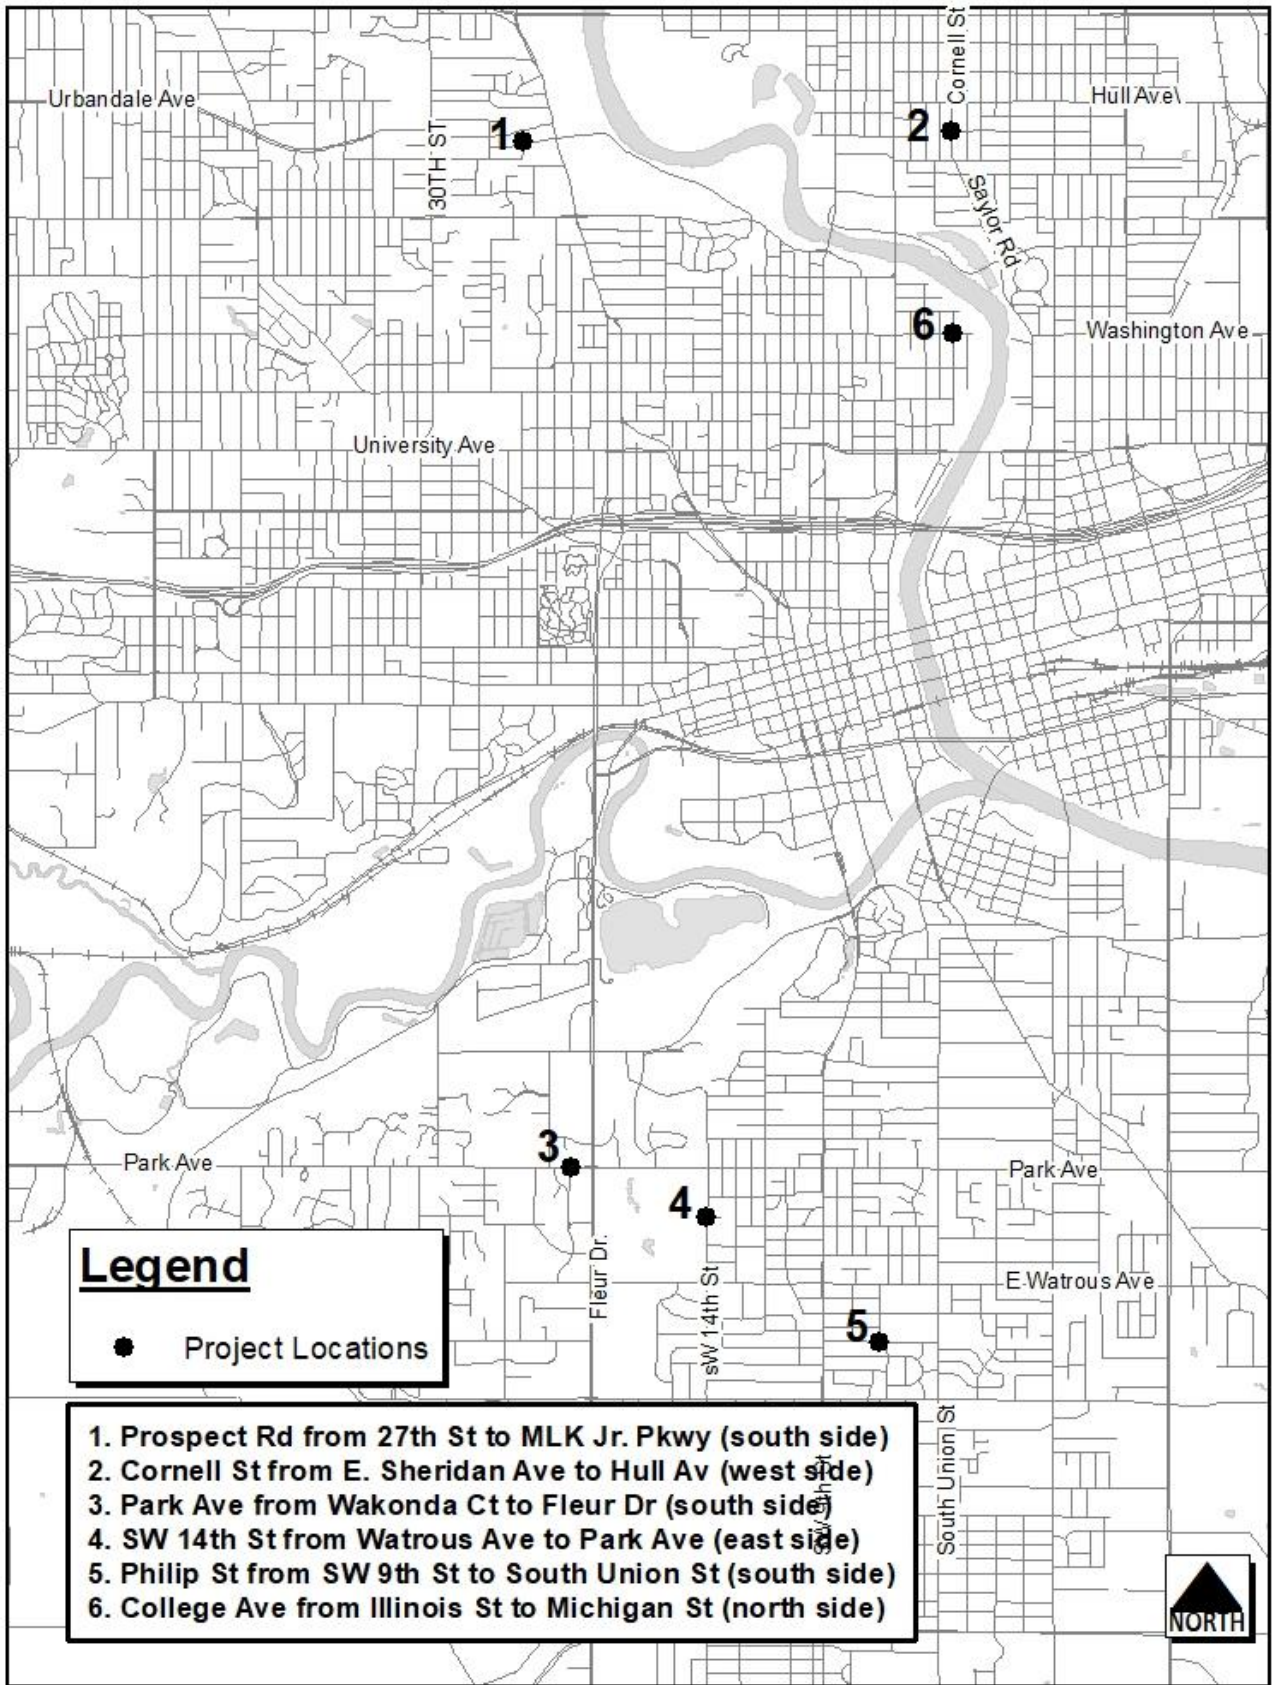 Cornell St
Urbandale Ave
Hull Ave
30TH ST
1
2
Saylor Rd
6
Washington Ave
University Ave
3
Park Ave
Park Ave
4
Fleur Dr.
sW 14th St
E Watrous Ave
5
Legend
Project Locations
1. Prospect Rd from 27th St to MLK Jr. Pkwy (south side)
2. Cornell St from E. Sheridan Ave to Hull Av (west side)
3. Park Ave from Wakonda Ct to Fleur Dr (south side)
4. SW 14th St from Watrous Ave to Park Ave (east side)
5. Philip St from SW 9th St to South Union St (south side)
6. College Ave from Illinois St to Michigan St (north side)
SW 9th St
South Union St
NORTH